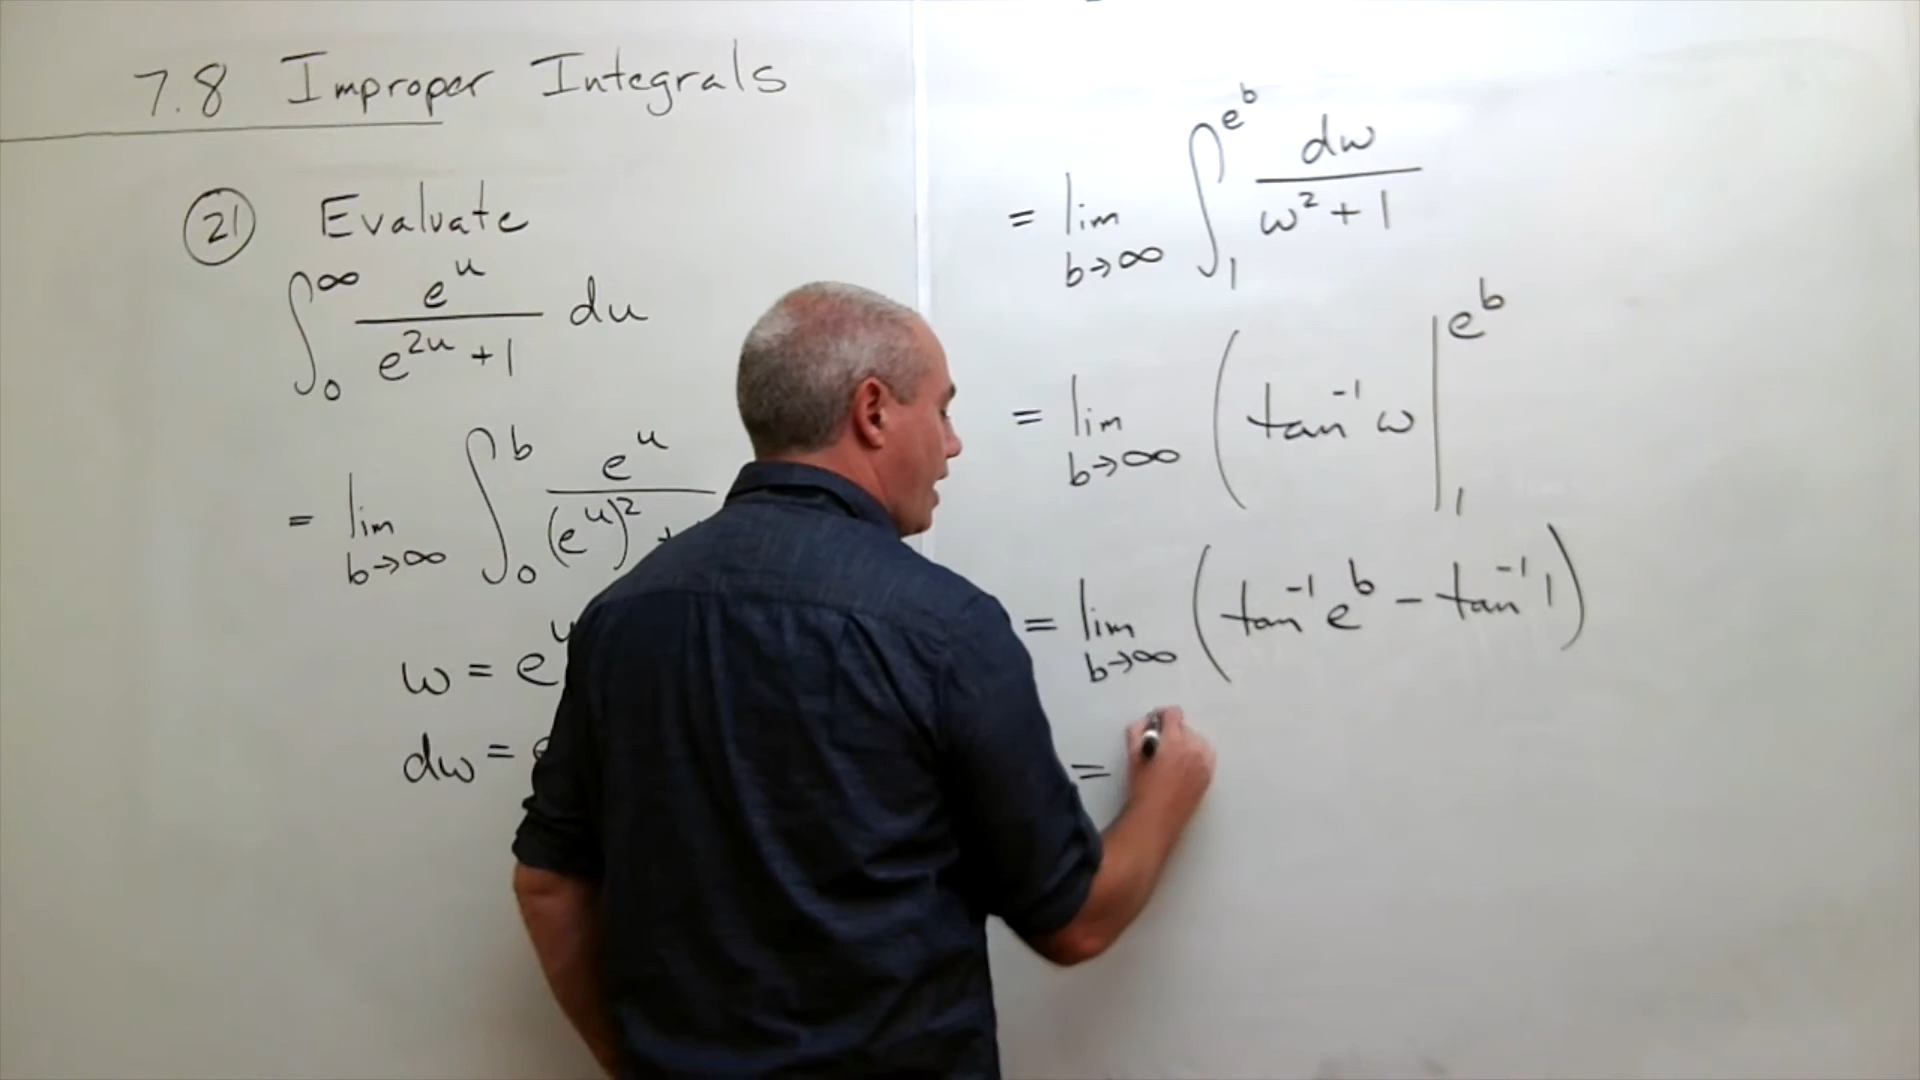 7.8 Improper Integrals
21 Evaluate
∫₀^∞ e^u / (e^{2u} + 1) du
= lim_{b→∞} ∫₀^b e^u / ((e^u)² +
w = e^u
dw =
= lim_{b→∞} ∫₁^{e^b} dw / (w² + 1)
= lim_{b→∞} ( tan⁻¹ w |₁^{e^b}
= lim_{b→∞} ( tan⁻¹ e^b − tan⁻¹ 1 )
=